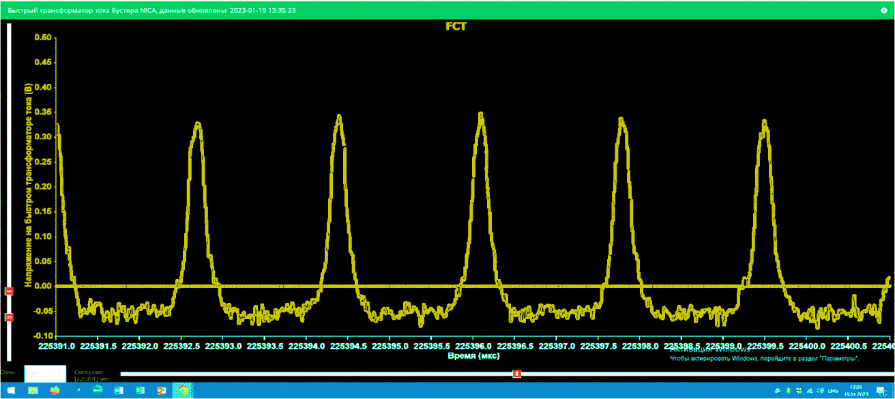 Быстрый трансформатор тока Бустера NICA, данные обновлены: 2023-01-19 13:35:23
FCT
Напряжение на быстром трансформаторе тока (В)
0.50
0.45
0.40
0.35
0.30
0.25
0.20
0.15
0.10
0.05
0.00
-0.05
-0.10
225391.0 225391.5 225392.0 225392.5 225393.0 225393.5 225394.0 225394.5 225395.0 225395.5 225396.0 225396.5 225397.0 225397.5 225398.0 225398.5 225399.0 225399.5 225400.0 225400.5 22540
Время (мкс)
Активация Windows
Чтобы активировать Windows, перейдите в раздел "Параметры".